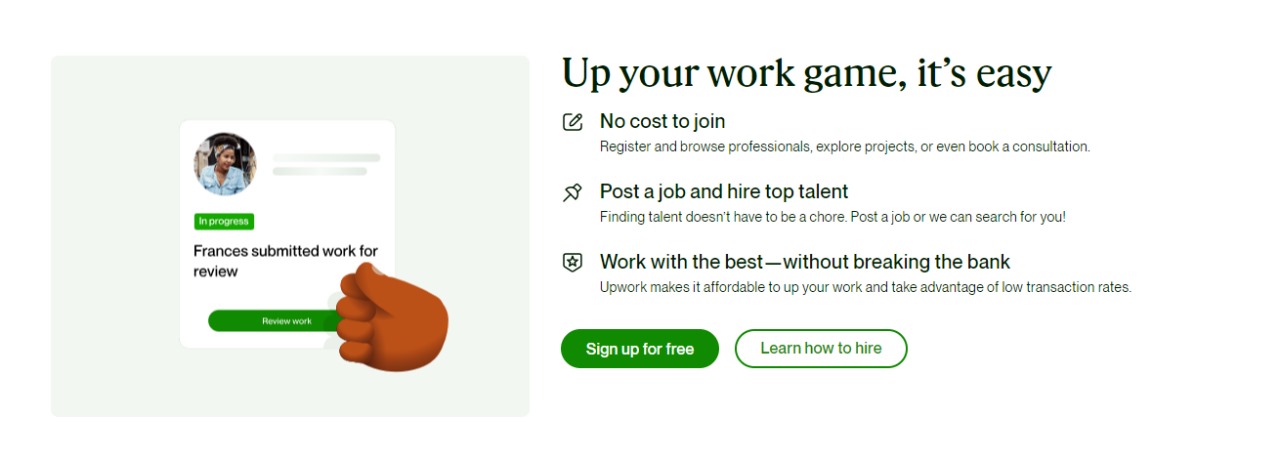 Up your work game, it’s easy
No cost to join
Register and browse professionals, explore projects, or even book a consultation.
Post a job and hire top talent
Finding talent doesn’t have to be a chore. Post a job or we can search for you!
Work with the best—without breaking the bank
Upwork makes it affordable to up your work and take advantage of low transaction rates.
Sign up for free
Learn how to hire
In progress
Frances submitted work for
review
Review work